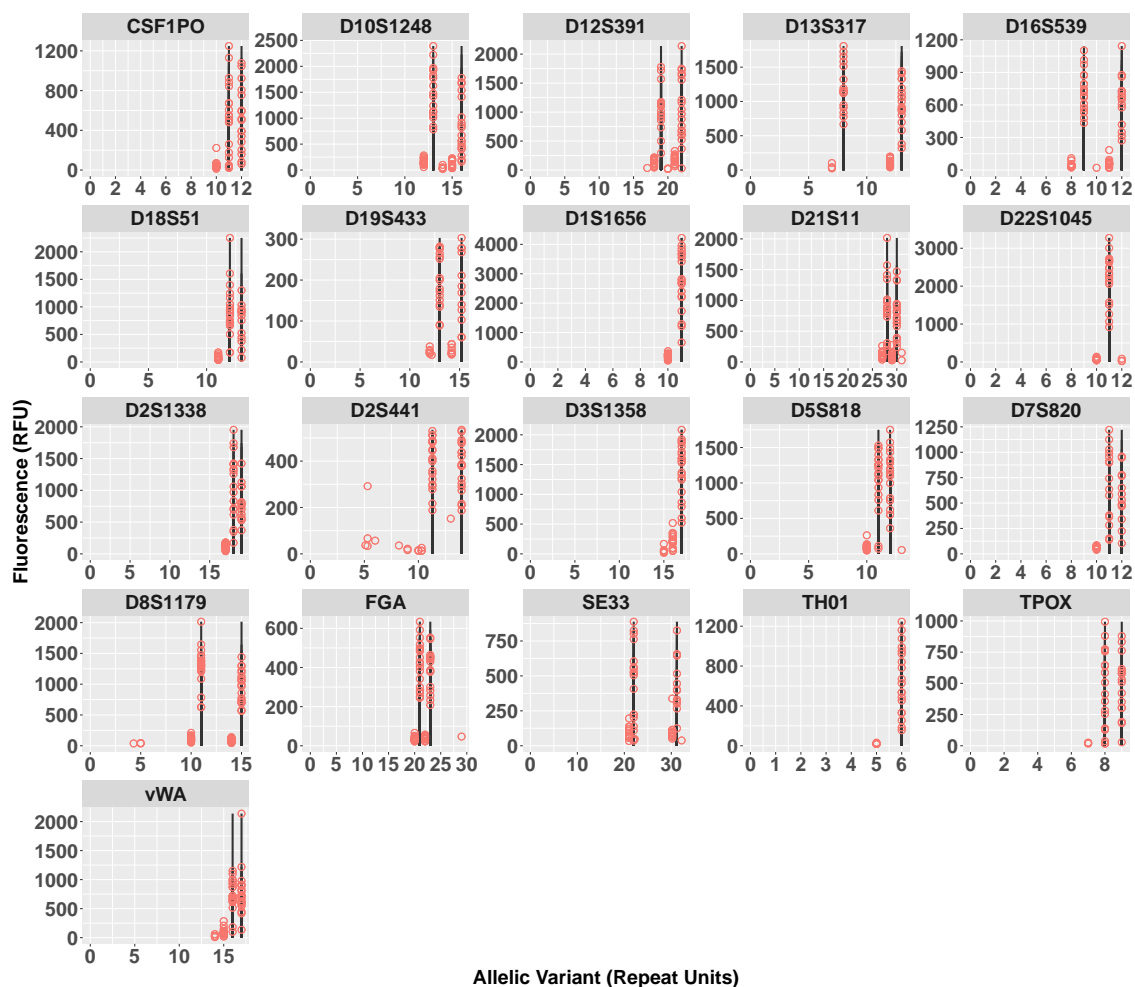 CSF1PO D10S1248 D12S391 D13S317 D16S539
1200 800 400 0
2500 2000 1500 1000 500 0
2000 1500 1000 500 0
1500 1000 500 0
1200 900 600 300 0
0 2 4 6 8 10 12
0 5 10 15
0 5 10 15 20
0 5 10
0 2 4 6 8 10 12
D18S51 D19S433 D1S1656 D21S11 D22S1045
2000 1500 1000 500 0
300 200 100 0
4000 3000 2000 1000 0
2000 1500 1000 500 0
3000 2000 1000 0
0 5 10
0 5 10 15
0 2 4 6 8 10
0 5 10 15 20 25 30
0 2 4 6 8 10 12
D2S1338 D2S441 D3S1358 D5S818 D7S820
2000 1500 1000 500 0
400 200 0
2000 1500 1000 500 0
1500 1000 500 0
1250 1000 750 500 250 0
0 5 10 15
0 5 10
0 5 10 15
0 5 10
0 2 4 6 8 10 12
D8S1179 FGA SE33 TH01 TPOX
2000 1500 1000 500 0
600 400 200 0
750 500 250 0
1200 800 400 0
1000 750 500 250 0
0 5 10 15
0 5 10 15 20 25 30
0 10 20 30
0 1 2 3 4 5 6
0 2 4 6 8
vWA
2000 1500 1000 500 0
0 5 10 15
Fluorescence (RFU)
Allelic Variant (Repeat Units)